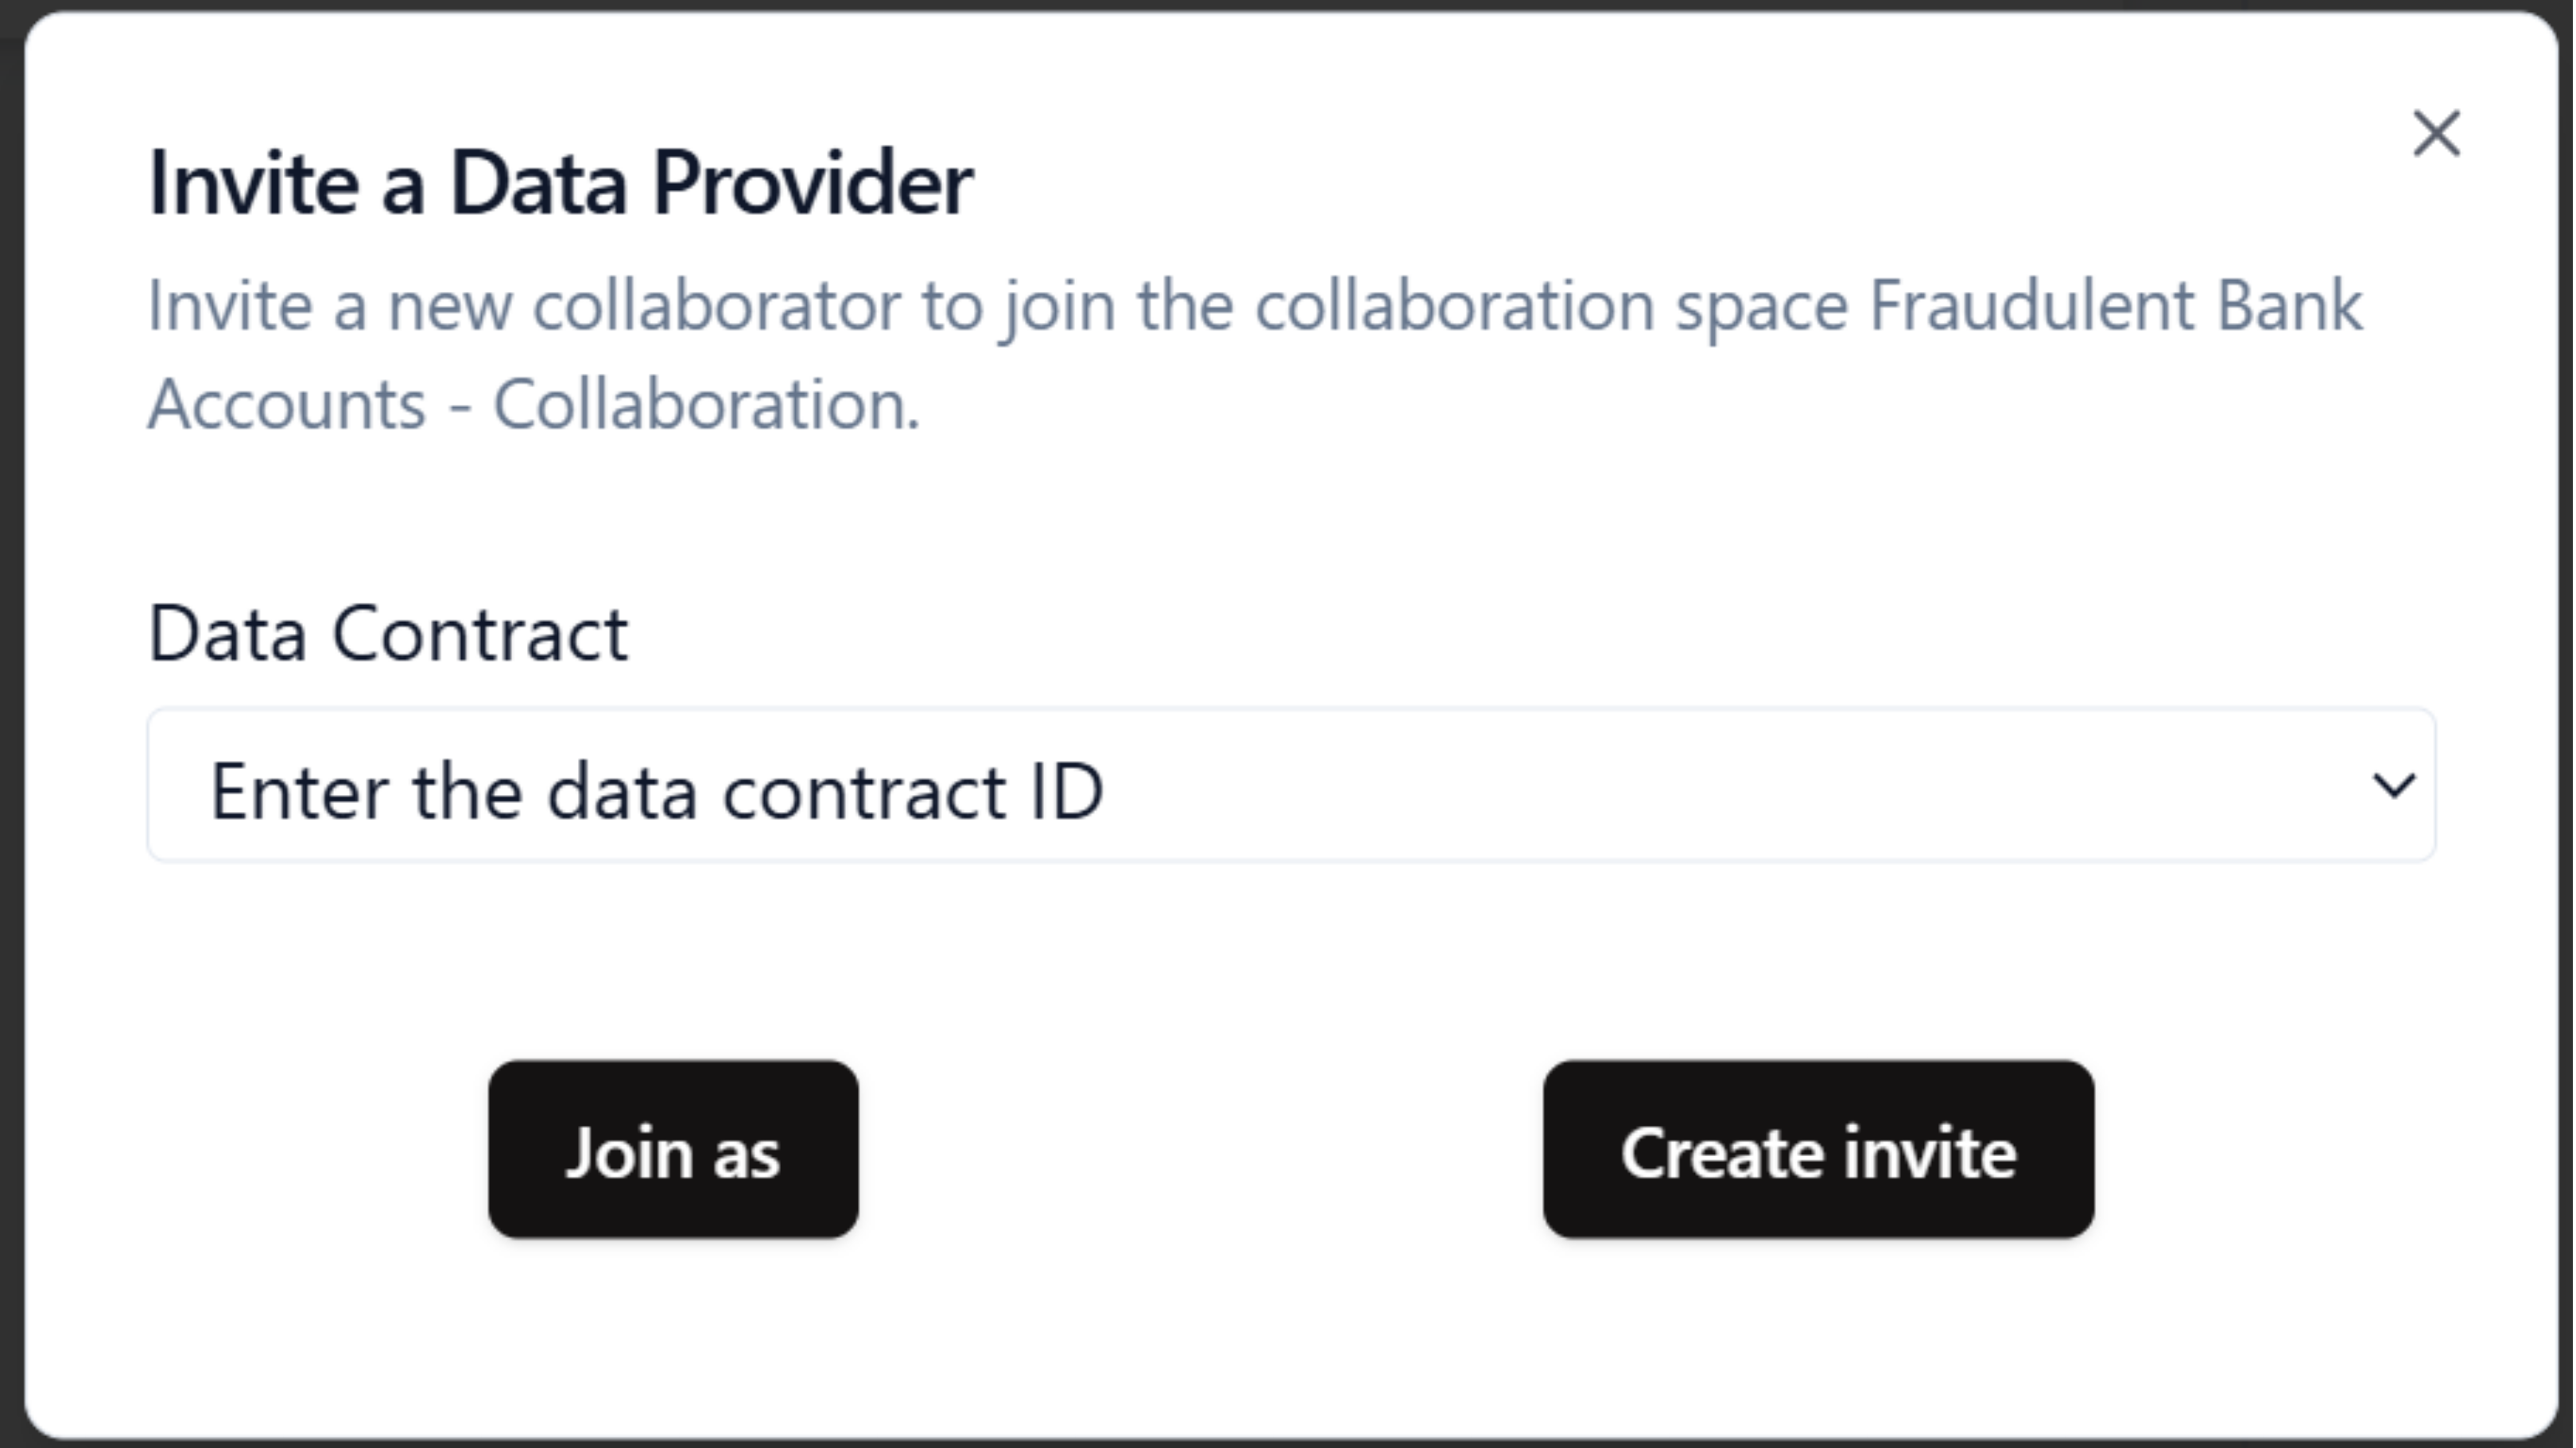 Invite a Data Provider
Invite a new collaborator to join the collaboration space Fraudulent Bank
Accounts - Collaboration.
Data Contract
Enter the data contract ID
Join as
Create invite